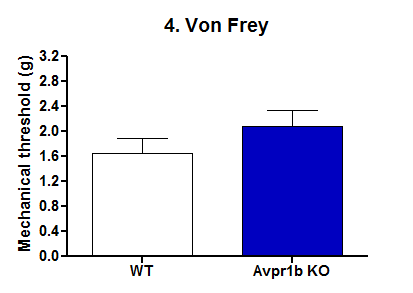 4. Von Frey
Mechanical threshold (g)
3.2
2.8
2.4
2.0
1.6
1.2
0.8
0.4
0.0
WT
Avpr1b KO